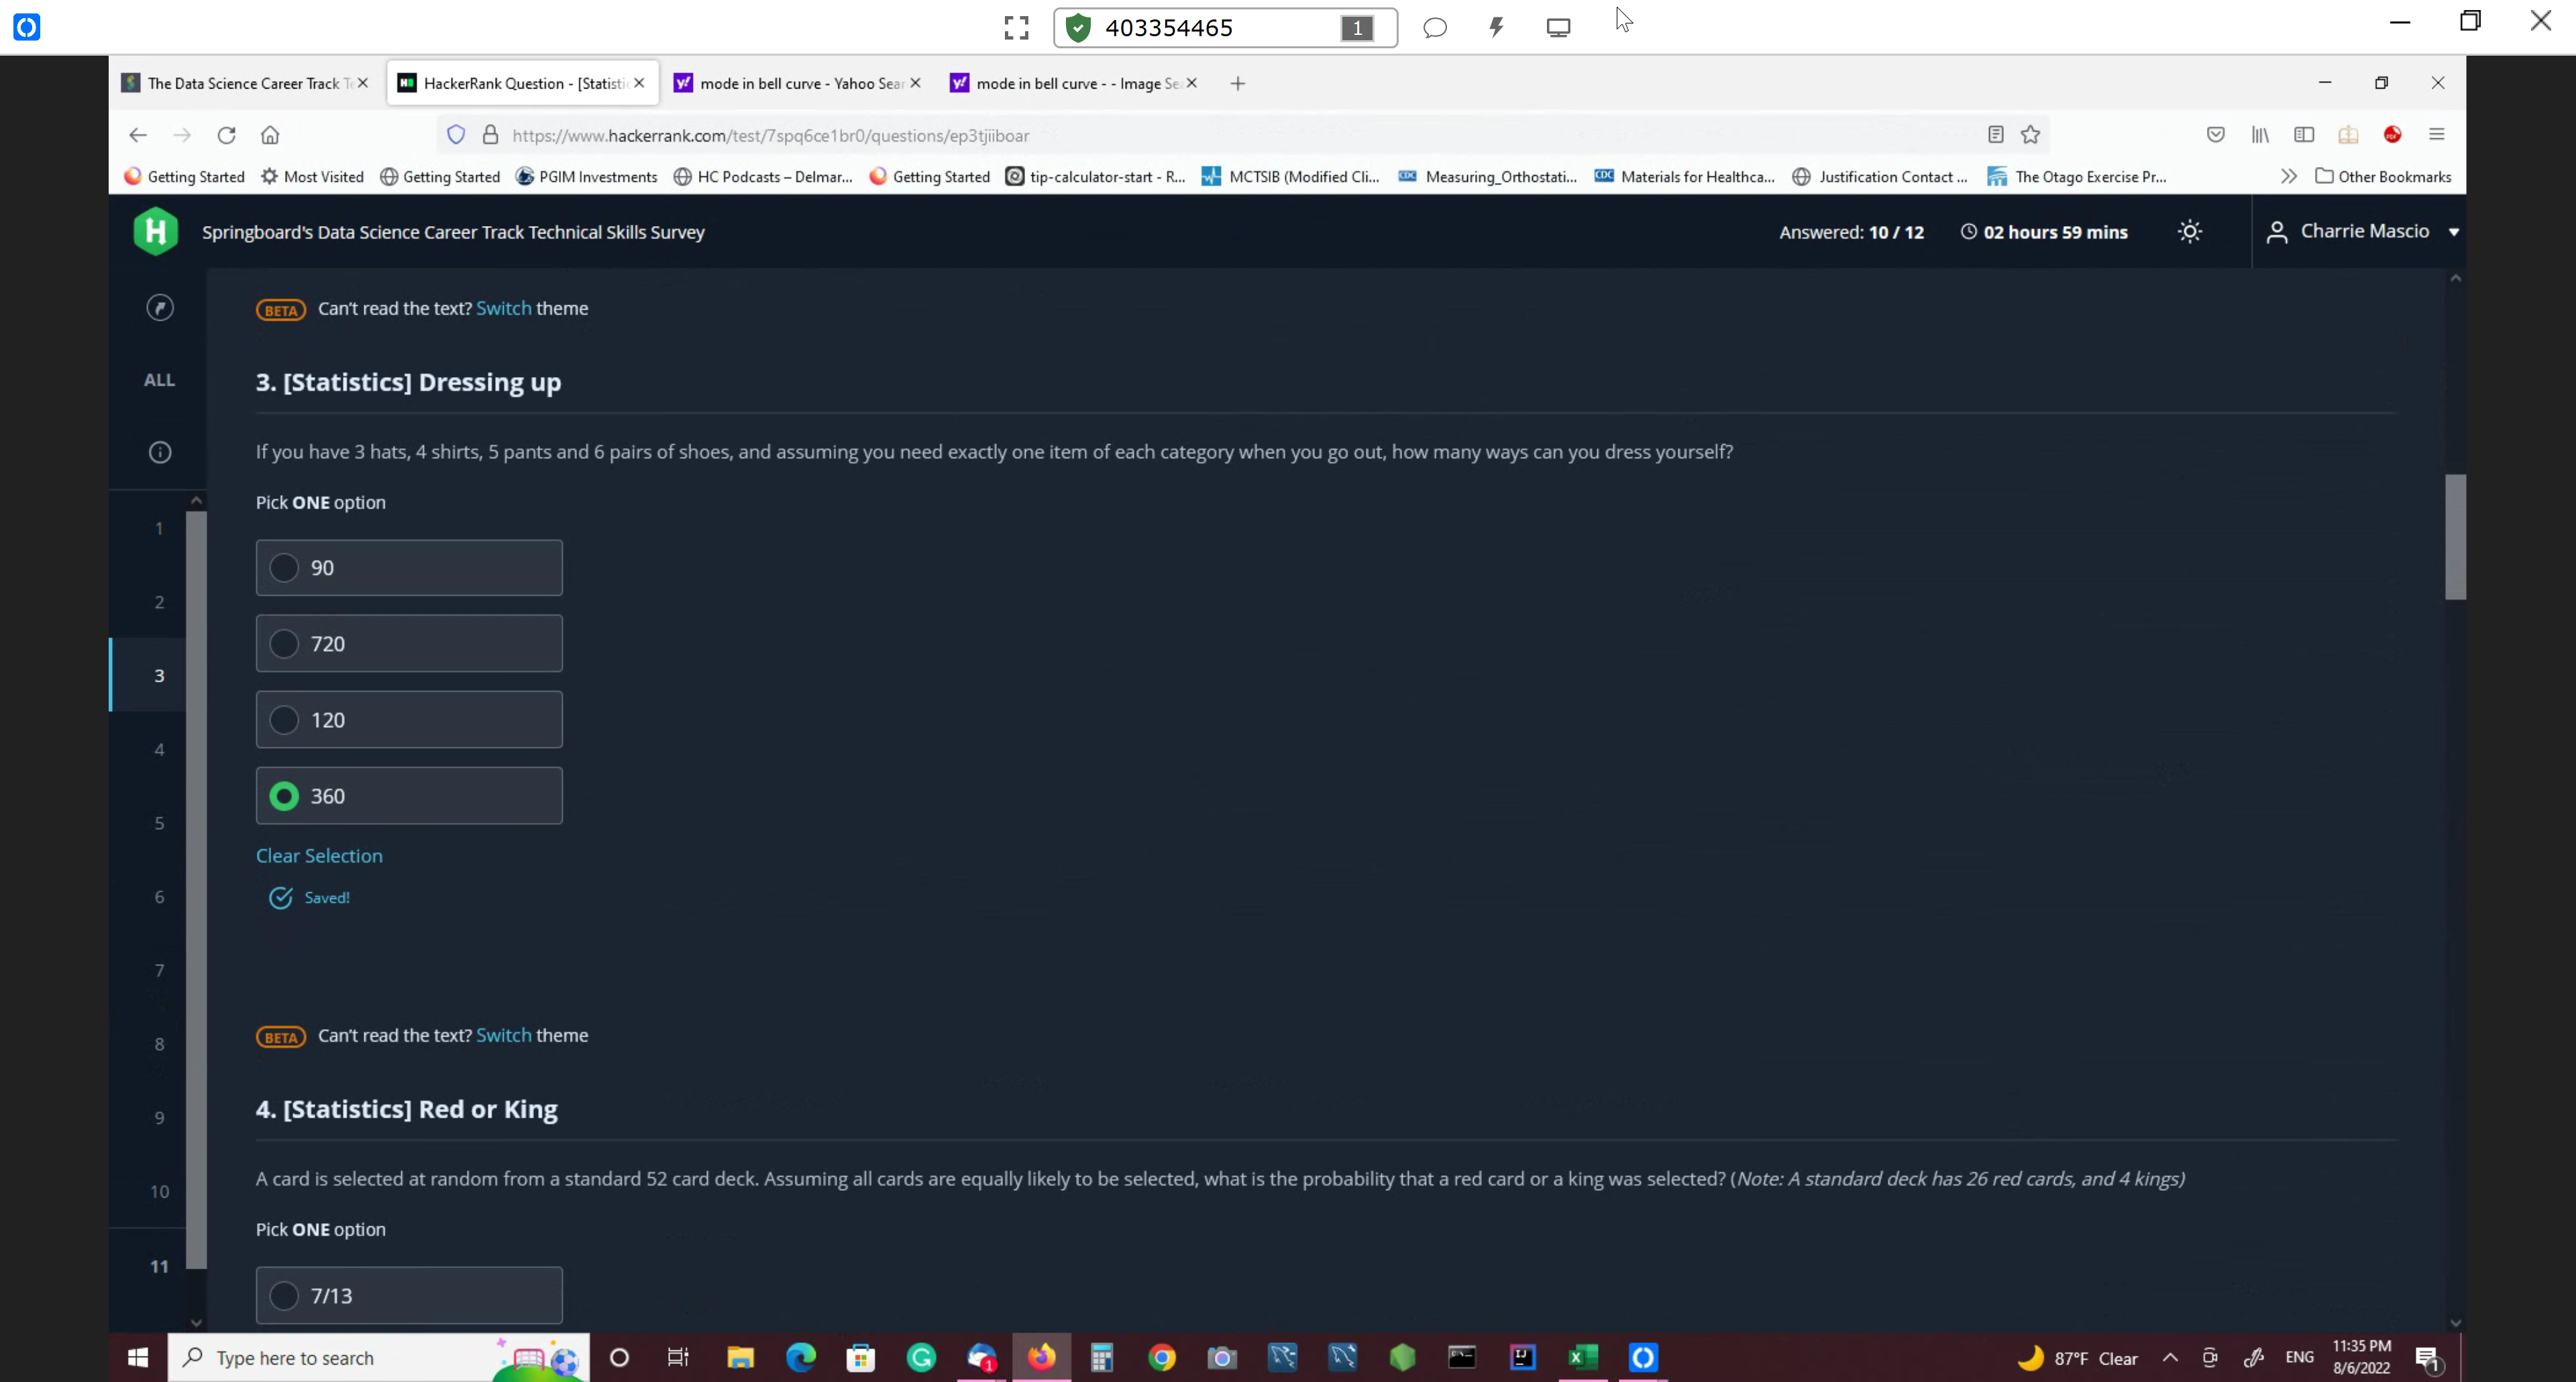 403354465
1
The Data Science Career Track Te
HackerRank Question - [Statisti
mode in bell curve - Yahoo Sear
mode in bell curve - - Image Se
https://www.hackerrank.com/test/7spq6ce1br0/questions/ep3tjiiboar
Getting Started
Most Visited
Getting Started
PGIM Investments
HC Podcasts – Delmar...
Getting Started
tip-calculator-start - R...
MCTSIB (Modified Cli...
Measuring_Orthostati...
Materials for Healthca...
Justification Contact ...
The Otago Exercise Pr...
Other Bookmarks
Springboard's Data Science Career Track Technical Skills Survey
Answered: 10 / 12
02 hours 59 mins
Charrie Mascio
BETA Can't read the text? Switch theme
ALL
3. [Statistics] Dressing up
If you have 3 hats, 4 shirts, 5 pants and 6 pairs of shoes, and assuming you need exactly one item of each category when you go out, how many ways can you dress yourself?
Pick ONE option
90
720
120
360
Clear Selection
Saved!
1
2
3
4
5
6
7
8
9
10
11
BETA Can't read the text? Switch theme
4. [Statistics] Red or King
A card is selected at random from a standard 52 card deck. Assuming all cards are equally likely to be selected, what is the probability that a red card or a king was selected? (Note: A standard deck has 26 red cards, and 4 kings)
Pick ONE option
7/13
Type here to search
1
87°F Clear
ENG
11:35 PM
8/6/2022
1